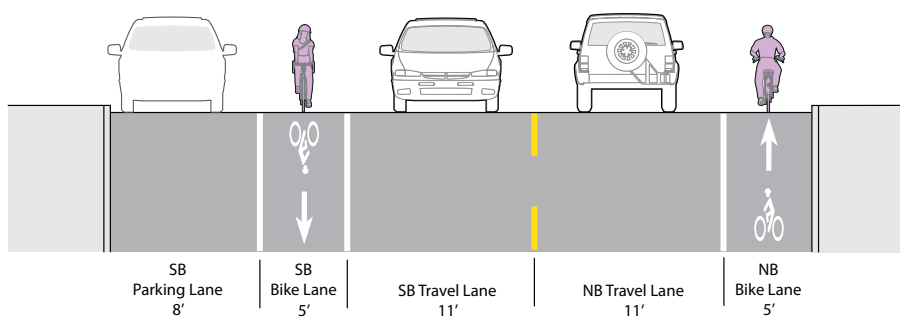 SB
Parking Lane
8’
SB
Bike Lane
5’
SB Travel Lane
11’
NB Travel Lane
11’
NB
Bike Lane
5’